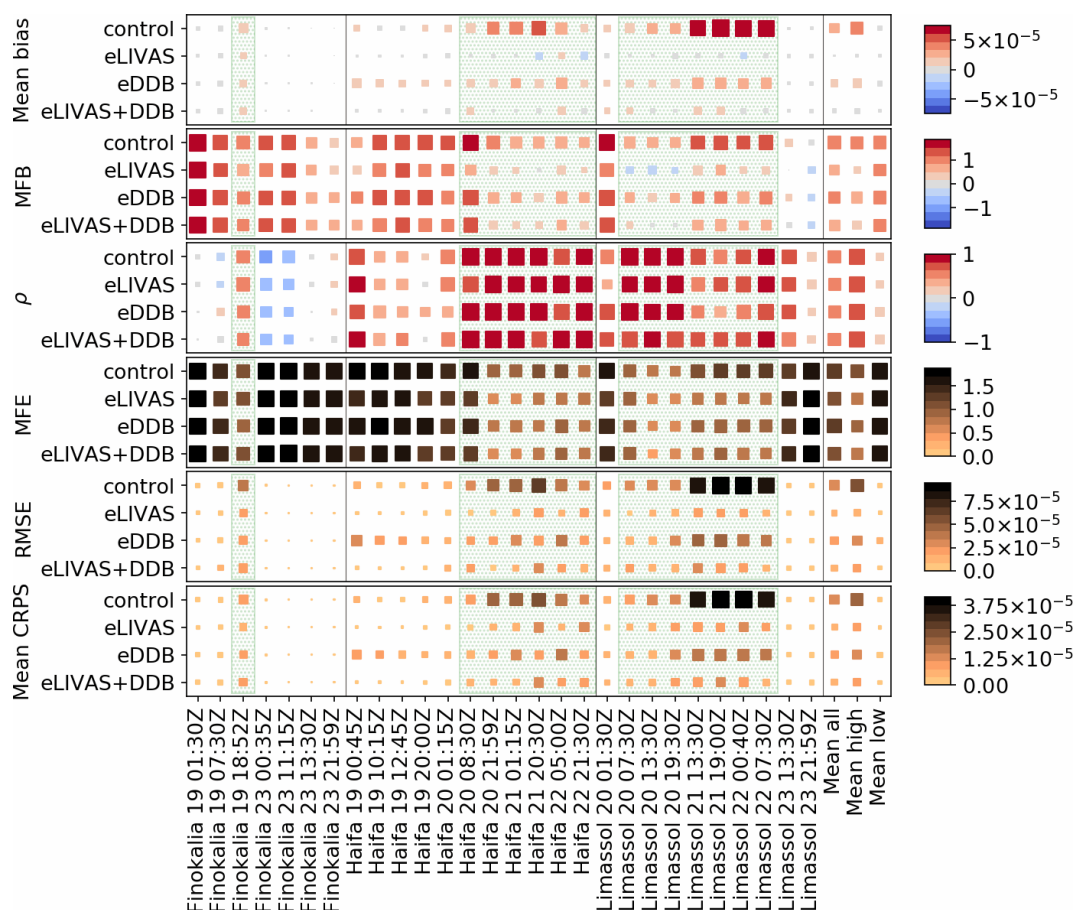 Mean bias
control
eLIVAS
eDDB
eLIVAS+DDB
5×10⁻⁵
0
−5×10⁻⁵
MFB
control
eLIVAS
eDDB
eLIVAS+DDB
1
0
−1
ρ
control
eLIVAS
eDDB
eLIVAS+DDB
1
0
−1
MFE
control
eLIVAS
eDDB
eLIVAS+DDB
1.5
1.0
0.5
0.0
RMSE
control
eLIVAS
eDDB
eLIVAS+DDB
7.5×10⁻⁵
5.0×10⁻⁵
2.5×10⁻⁵
0.0
Mean CRPS
control
eLIVAS
eDDB
eLIVAS+DDB
3.75×10⁻⁵
2.50×10⁻⁵
1.25×10⁻⁵
0.00
Finokalia 19 01:30Z
Finokalia 19 07:30Z
Finokalia 19 18:52Z
Finokalia 23 00:35Z
Finokalia 23 11:15Z
Finokalia 23 13:30Z
Finokalia 23 21:59Z
Haifa 19 00:45Z
Haifa 19 10:15Z
Haifa 19 12:45Z
Haifa 19 20:00Z
Haifa 20 01:15Z
Haifa 20 08:30Z
Haifa 20 21:59Z
Haifa 21 01:15Z
Haifa 21 20:30Z
Haifa 22 05:00Z
Haifa 22 21:30Z
Limassol 20 01:30Z
Limassol 20 07:30Z
Limassol 20 13:30Z
Limassol 20 19:30Z
Limassol 21 13:30Z
Limassol 21 19:00Z
Limassol 22 00:40Z
Limassol 22 07:30Z
Limassol 23 13:30Z
Limassol 23 21:59Z
Mean all
Mean high
Mean low